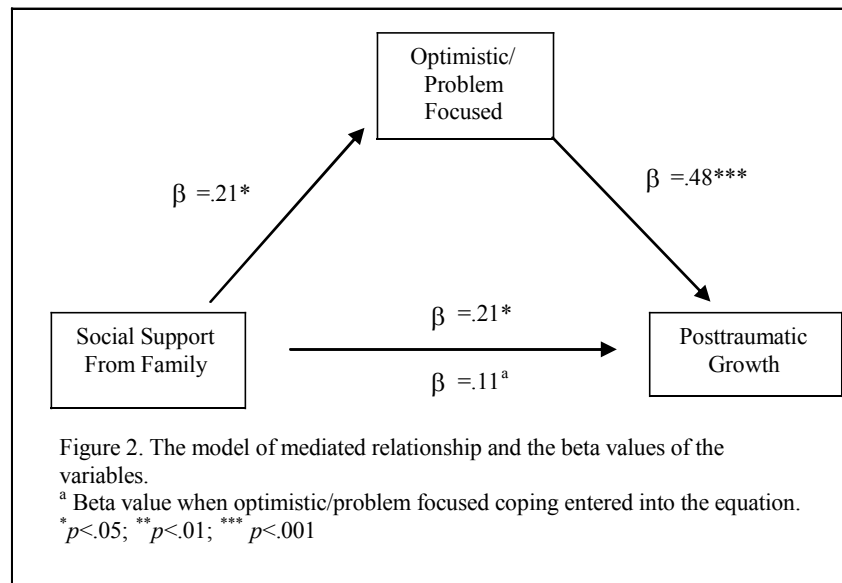 Optimistic/
Problem
Focused
β =.21*
β =.48***
Social Support
From Family
β =.21*
β =.11ᵃ
Posttraumatic
Growth
Figure 2. The model of mediated relationship and the beta values of the
variables.
ᵃ Beta value when optimistic/problem focused coping entered into the equation.
*p<.05; **p<.01; *** p<.001